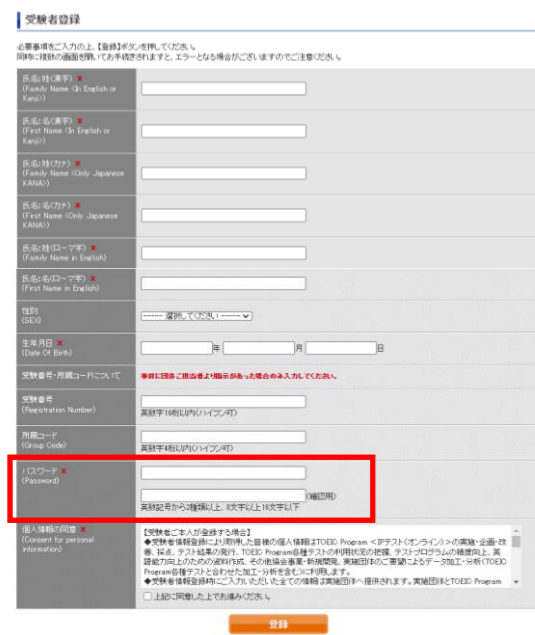 受験者登録
必要事項をご入力の上、【登録】ボタンを押してください。
同時に複数の画面を開いてお手続きされますと、エラーとなる場合がございますのでご注意ください。
氏名:姓(漢字) ×
(Family Name (In English or
Kanji))
氏名:名(漢字) ×
(First Name (In English or
Kanji))
氏名:姓(カナ) ×
(Family Name (Only Japanese
KANA))
氏名:名(カナ) ×
(First Name (Only Japanese
KANA))
氏名:姓(ローマ字) ×
(Family Name in English)
氏名:名(ローマ字) ×
(First Name in English)
性別
(SEX)
----- 選択してください -----
生年月日 ×
(Date Of Birth)
年 月 日
受験番号・所属コードについて
事前に団体ご担当者より指示があった場合のみ入力してください。
受験番号
(Registration Number)
英数字16桁以内(ハイフン可)
所属コード
(Group Code)
英数字4桁以内(ハイフン可)
パスワード ×
(Password)
(確認用)
英数記号から2種類以上、8文字以上16文字以下
個人情報の同意 ×
(Consent for personal
information)
【受験者ご本人が登録する場合】
◆受験者情報登録により取得した皆様の個人情報はTOEIC Program <IPテスト(オンライン)>の実施・企画・改
善、採点、テスト結果の発行、TOEIC Program各種テストの利用状況の把握、テストプログラムの精度向上、英
語能力向上のための資料作成、その他協会事業・新規開発、実施団体のご要望によるデータ加工・分析(TOEIC
Program各種テストと合わせた加工・分析を含む)に利用します。
◆受験者情報登録時にご入力いただいた全ての情報は実施団体へ提供されます。実施団体とTOEIC Program
上記に同意した上でお進みください。
登録